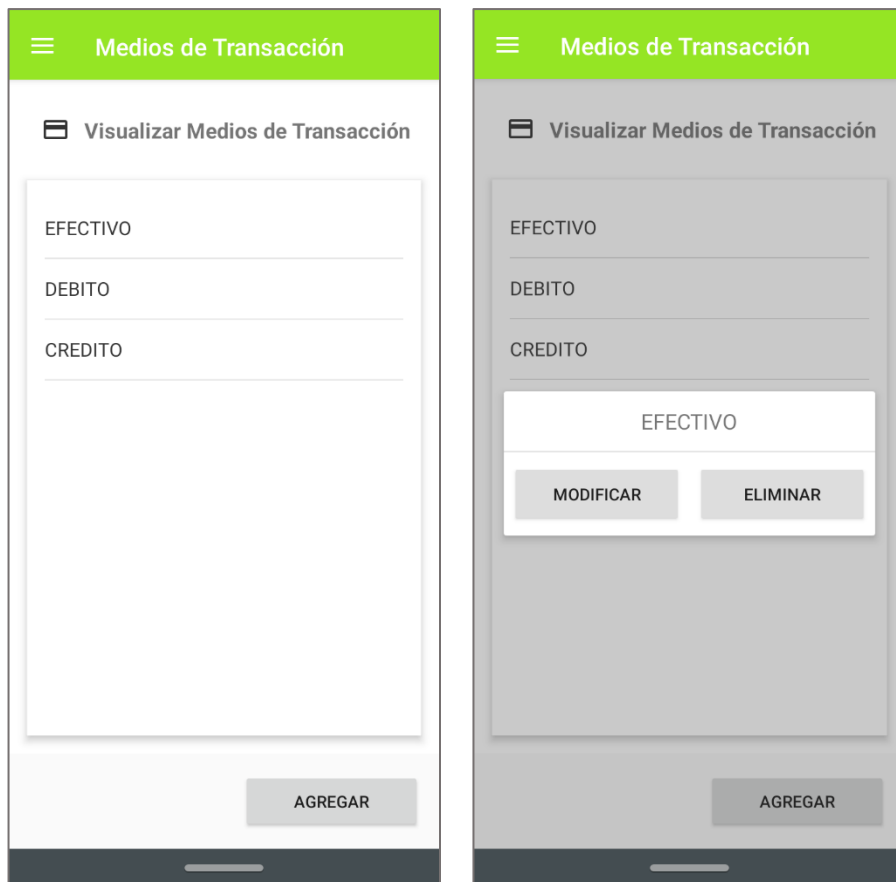 Medios de Transacción
Visualizar Medios de Transacción
EFECTIVO
DEBITO
CREDITO
AGREGAR
Medios de Transacción
Visualizar Medios de Transacción
EFECTIVO
DEBITO
CREDITO
EFECTIVO
MODIFICAR ELIMINAR
AGREGAR